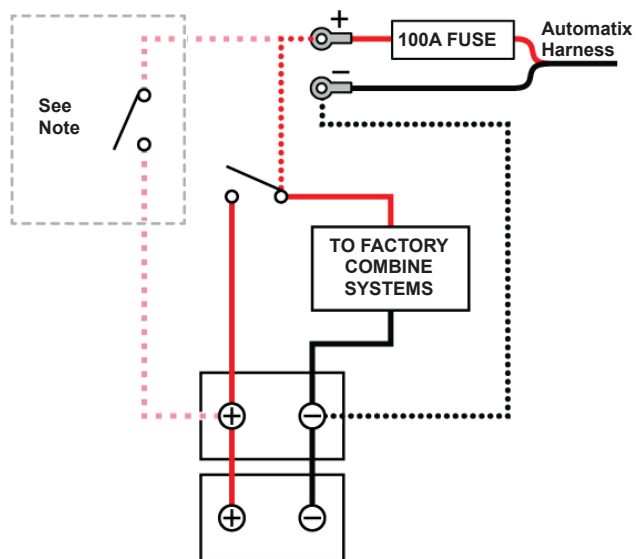 +
100A FUSE
Automatix
Harness
−
See
Note
TO FACTORY
COMBINE
SYSTEMS
+ −
+ −